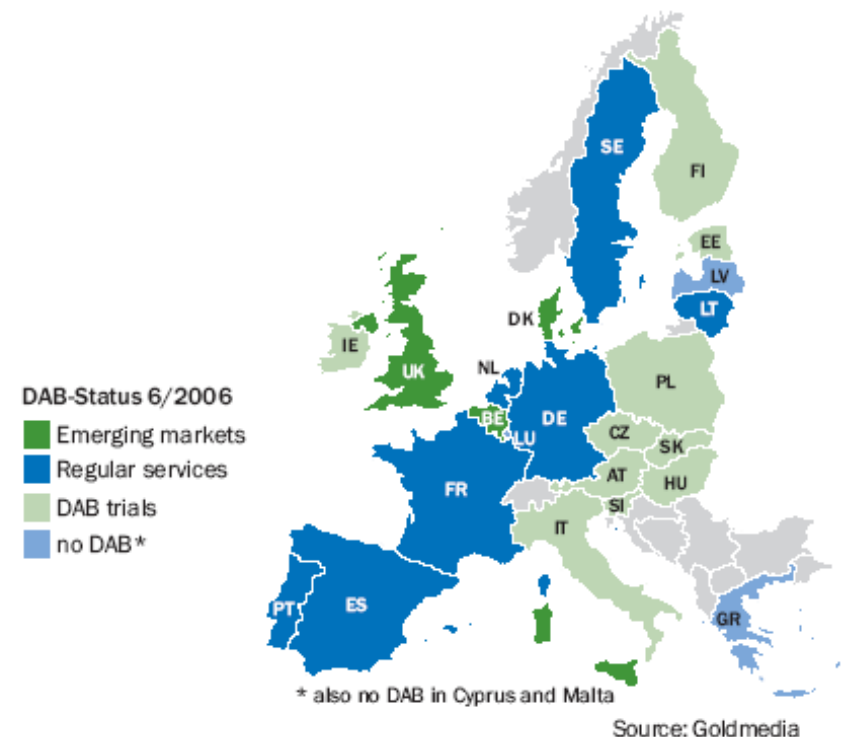 SE
FI
EE
LV
LT
DK
IE
UK
NL
BE
DE
LU
PL
CZ
SK
AT
HU
SI
FR
IT
PT
ES
GR
DAB-Status 6/2006
Emerging markets
Regular services
DAB trials
no DAB*
* also no DAB in Cyprus and Malta
Source: Goldmedia